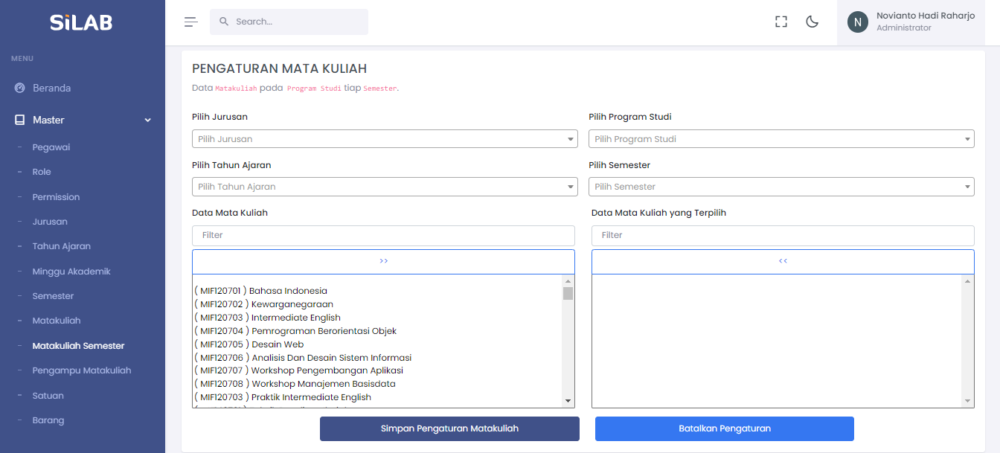 SiLAB
Search...
N
Novianto Hadi Raharjo
Administrator
MENU
Beranda
Master
Pegawai
Role
Permission
Jurusan
Tahun Ajaran
Minggu Akademik
Semester
Matakuliah
Matakuliah Semester
Pengampu Matakuliah
Satuan
Barang
PENGATURAN MATA KULIAH
Data Matakuliah pada Program Studi tiap Semester.
Pilih Jurusan
Pilih Jurusan
Pilih Program Studi
Pilih Program Studi
Pilih Tahun Ajaran
Pilih Tahun Ajaran
Pilih Semester
Pilih Semester
Data Mata Kuliah
Filter
>>
( MIF120701 ) Bahasa Indonesia
( MIF120702 ) Kewarganegaraan
( MIF120703 ) Intermediate English
( MIF120704 ) Pemrograman Berorientasi Objek
( MIF120705 ) Desain Web
( MIF120706 ) Analisis Dan Desain Sistem Informasi
( MIF120707 ) Workshop Pengembangan Aplikasi
( MIF120708 ) Workshop Manajemen Basisdata
( MIF120703 ) Praktik Intermediate English
Data Mata Kuliah yang Terpilih
Filter
<<
Simpan Pengaturan Matakuliah
Batalkan Pengaturan